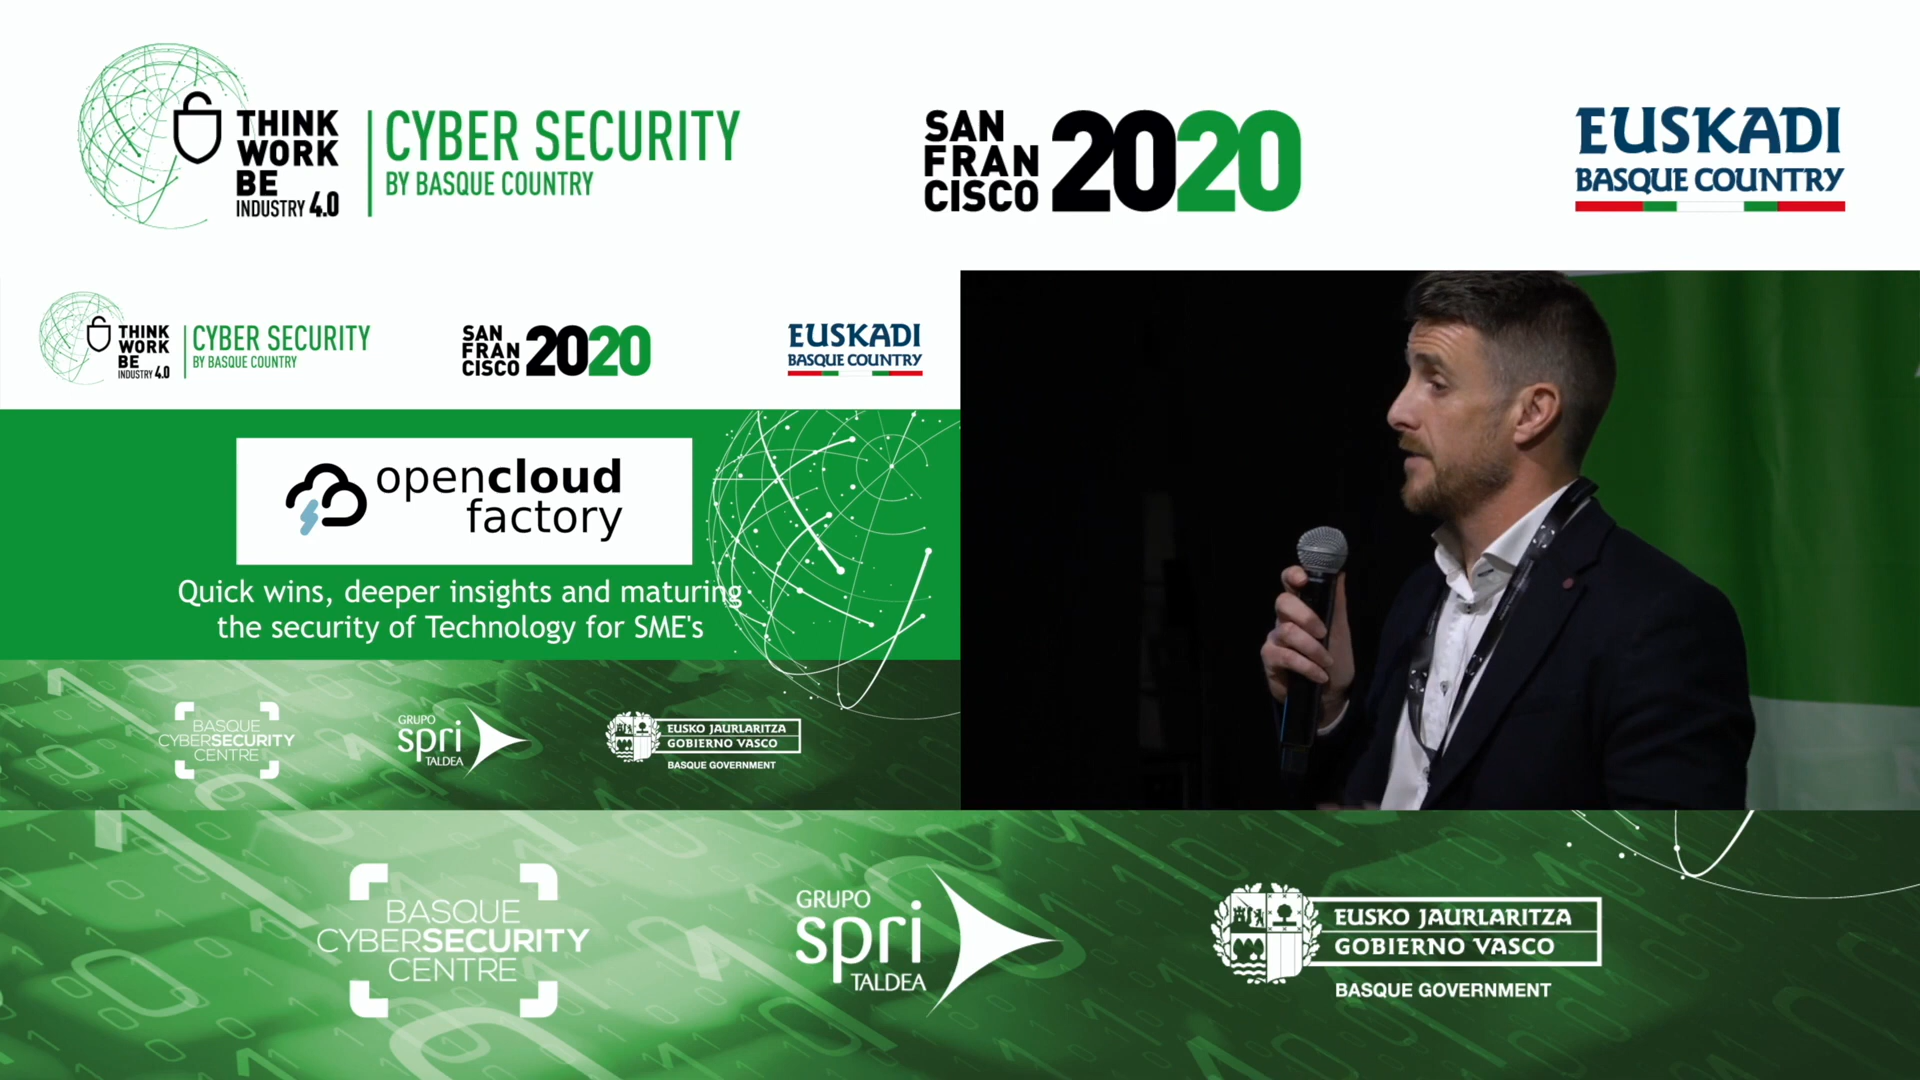 THINK
WORK
BE
INDUSTRY 4.0
CYBER SECURITY
BY BASQUE COUNTRY
SAN
FRAN
CISCO
2020
EUSKADI
BASQUE COUNTRY
THINK
WORK
BE
INDUSTRY 4.0
CYBER SECURITY
BY BASQUE COUNTRY
SAN
FRAN
CISCO
2020
EUSKADI
BASQUE COUNTRY
opencloud
factory
Quick wins, deeper insights and maturing
the security of Technology for SME's
BASQUE
CYBERSECURITY
CENTRE
GRUPO
spri
TALDEA
EUSKO JAURLARITZA
GOBIERNO VASCO
BASQUE GOVERNMENT
BASQUE
CYBERSECURITY
CENTRE
GRUPO
spri
TALDEA
EUSKO JAURLARITZA
GOBIERNO VASCO
BASQUE GOVERNMENT